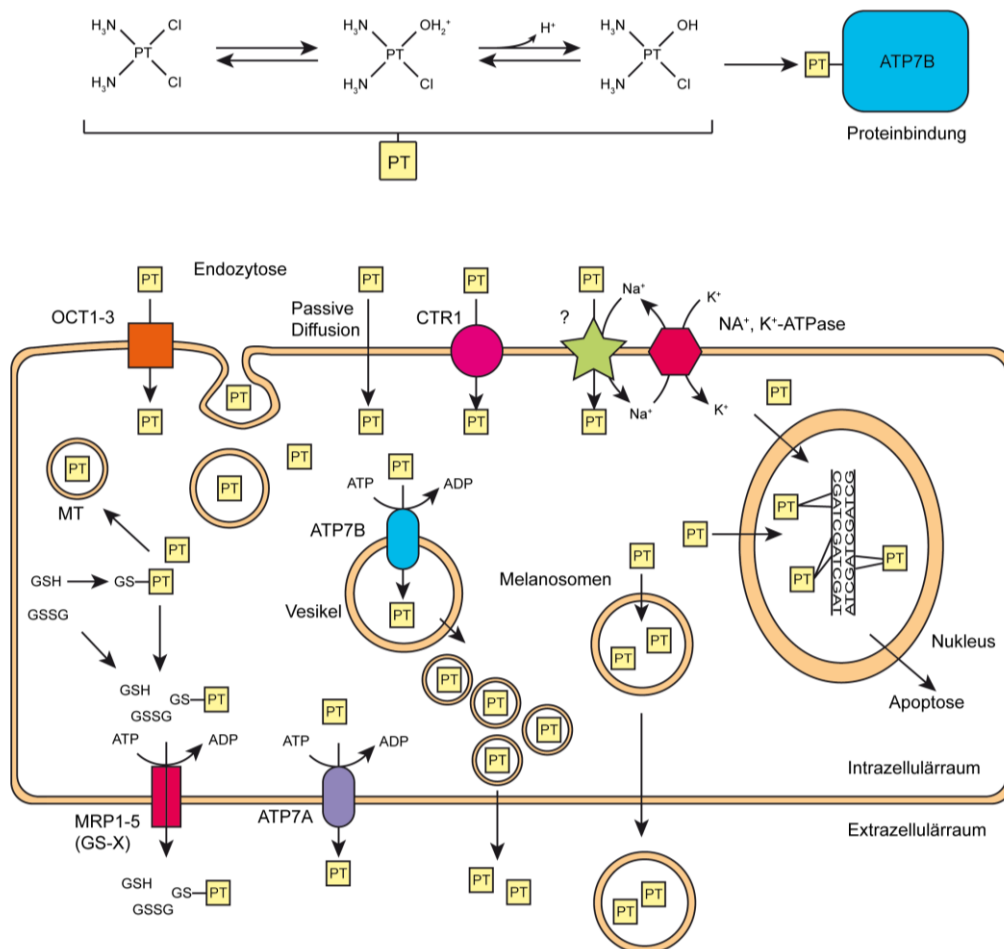 H₃N Cl
PT
H₃N Cl
H₃N OH₂⁺
PT
H₃N Cl
H⁺
H₃N OH
PT
H₃N Cl
PT
ATP7B
Proteinbindung
PT
PT
Endozytose
PT
PT
PT
OCT1-3
Passive
Diffusion
CTR1
?
Na⁺
K⁺
NA⁺, K⁺-ATPase
PT
PT
PT
PT
PT
Na⁺
K⁺
PT
PT
MT
PT
PT
PT
ATP
ADP
ATP7B
PT
Vesikel
PT
GSH
GS
PT
GSSG
GSH
GSSG
GS
PT
ATP
ADP
MRP1-5
(GS-X)
GSH
GSSG
GS
PT
PT
ATP
ADP
ATP7A
PT
PT
PT
PT
PT
PT
PT
PT
Melanosomen
PT
PT
PT
PT
PT
PT
PT
PT
PT
CGATCGATCGAT
ATCGATCGATCG
Nukleus
Apoptose
Intrazellulärraum
Extrazellulärraum